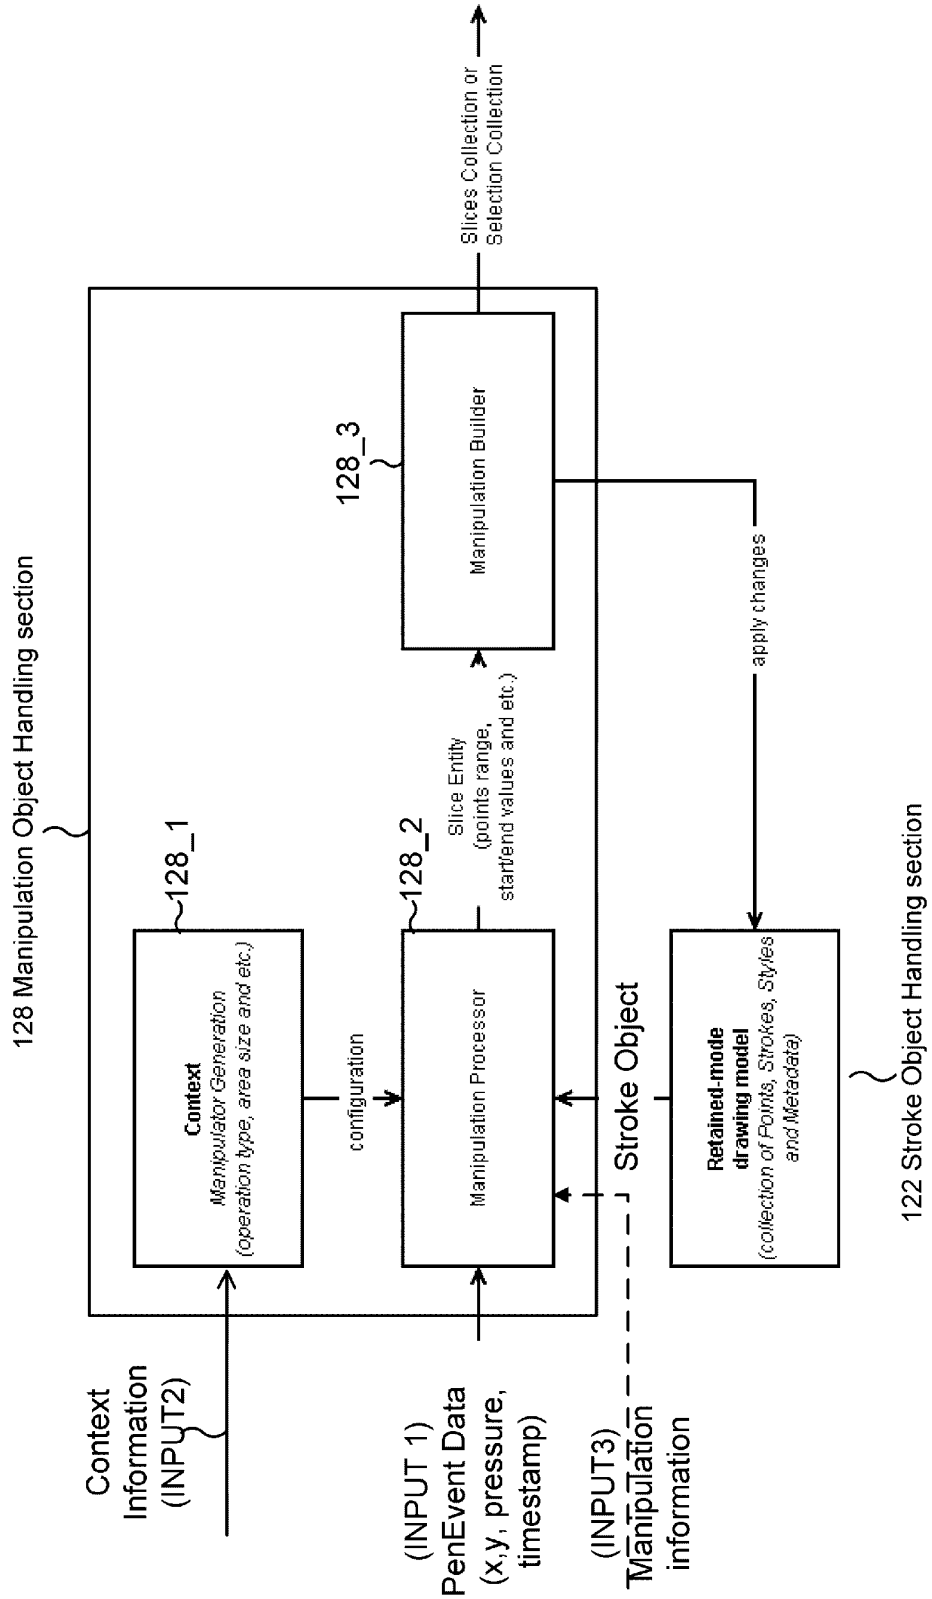 128 Manipulation Object Handling section
Context
Information
(INPUT2)
Context
Manipulator Generation
(operation type, area size and etc.)
128_1
configuration
(INPUT 1)
PenEvent Data
(x,y, pressure,
timestamp)
Manipulation Processor
128_2
Slice Entity
(points range,
start/end values and etc.)
128_3
Manipulation Builder
Slices Collection or
Selection Collection
(INPUT3)
Manipulation
information
Stroke Object
Retained-mode
drawing model
(collection of Points, Strokes, Styles
and Metadata)
apply changes
122 Stroke Object Handling section